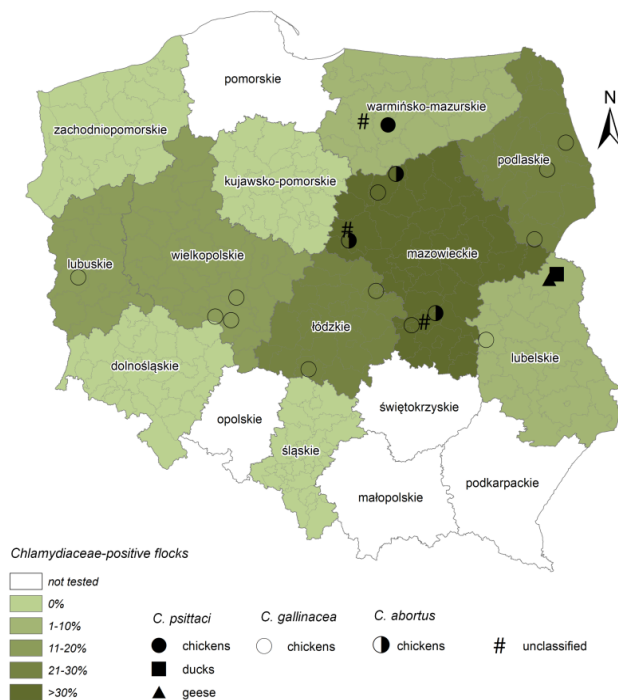 pomorskie
warmińsko-mazurskie
#
N
zachodniopomorskie
podlaskie
kujawsko-pomorskie
#
lubuskie
wielkopolskie
mazowieckie
łódzkie
#
dolnośląskie
lubelskie
opolskie
świętokrzyskie
śląskie
małopolskie
podkarpackie
Chlamydiaceae-positive flocks
not tested
0%
1-10%
11-20%
21-30%
>30%
C. psittaci
chickens
ducks
geese
C. gallinacea
chickens
C. abortus
chickens
# unclassified